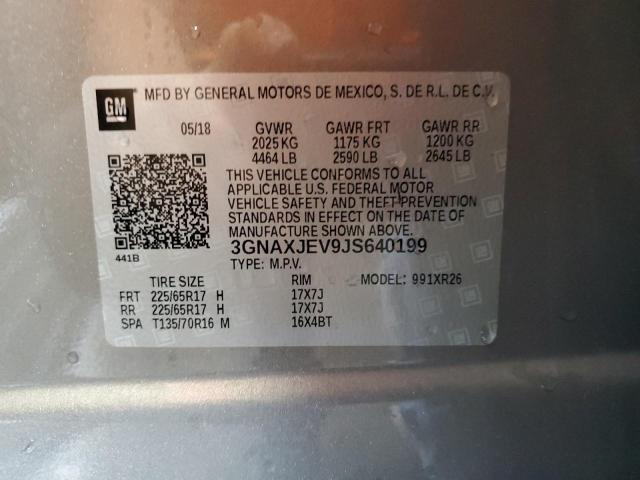 GM
MFD BY GENERAL MOTORS DE MEXICO, S. DE R.L. DE C.V.
05/18 GVWR GAWR FRT GAWR RR
2025 KG 1175 KG 1200 KG
4464 LB 2590 LB 2645 LB
THIS VEHICLE CONFORMS TO ALL
APPLICABLE U.S. FEDERAL MOTOR
VEHICLE SAFETY AND THEFT PREVENTION
STANDARDS IN EFFECT ON THE DATE OF
MANUFACTURE SHOWN ABOVE.
441B 3GNAXJEV9JS640199
TYPE: M.P.V. MODEL: 991XR26
TIRE SIZE RIM
FRT 225/65R17 H 17X7J
RR 225/65R17 H 17X7J
SPA T135/70R16 M 16X4BT